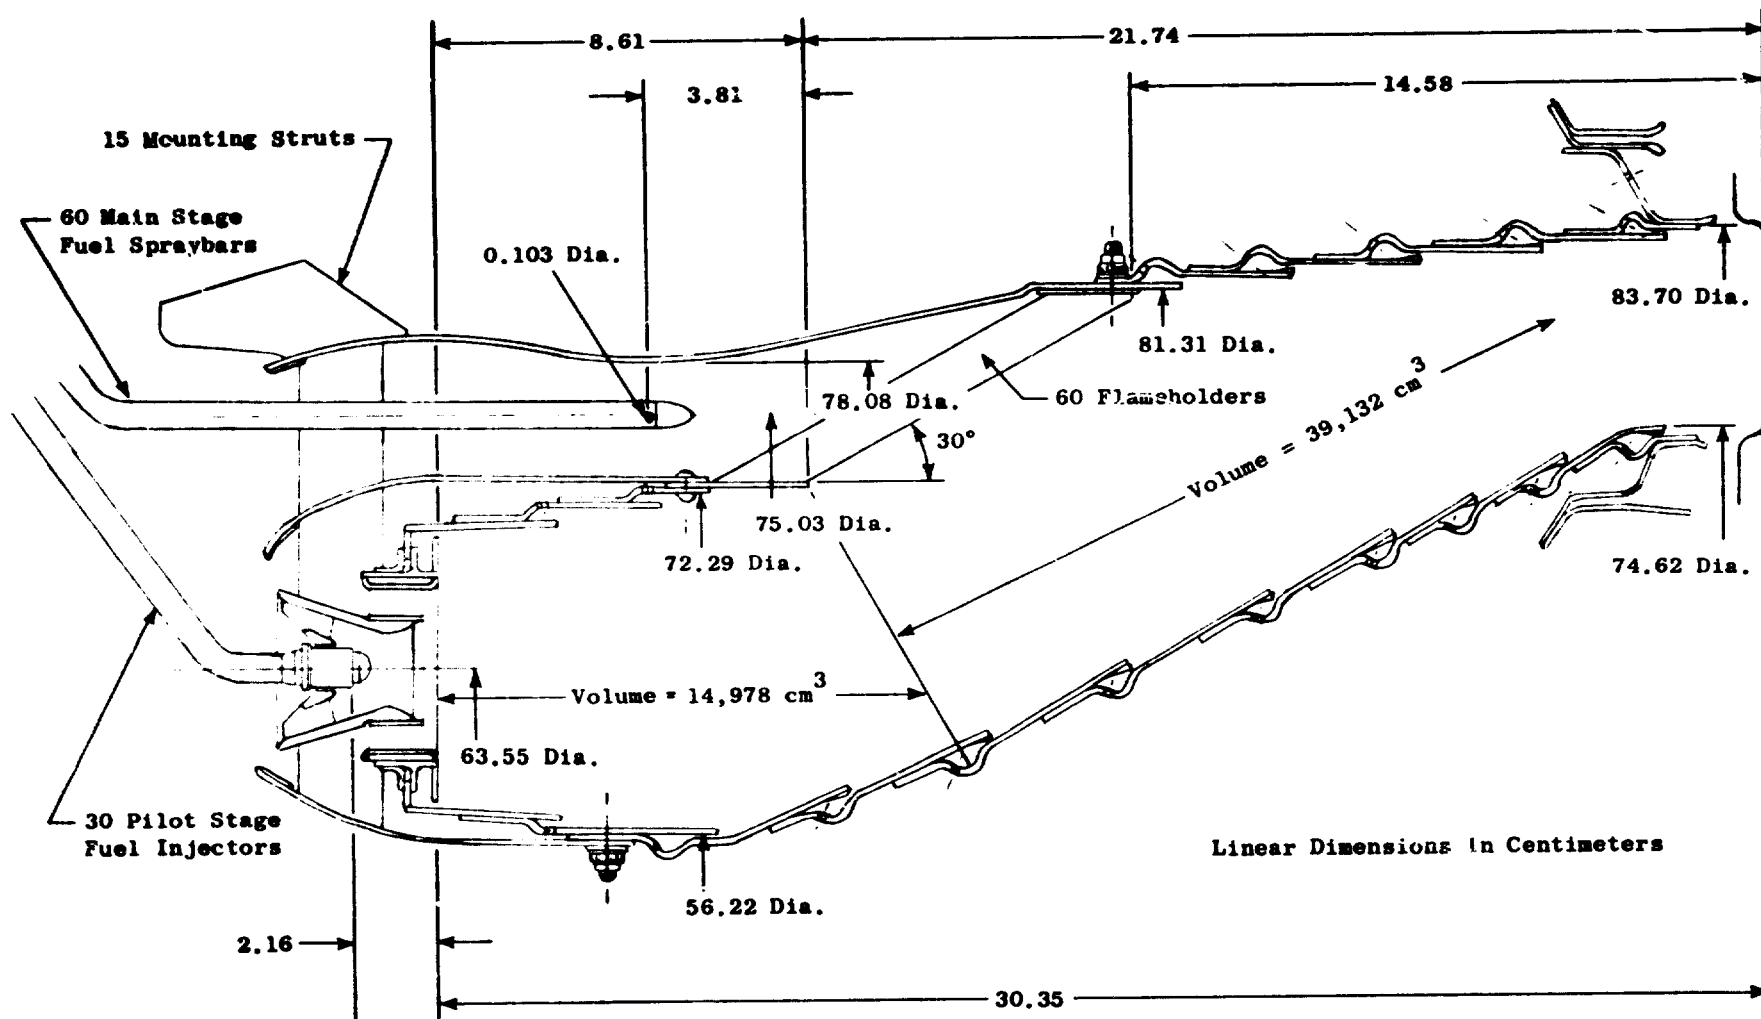 8.61
21.74
3.81
14.58
15 Mounting Struts
60 Main Stage
Fuel Spraybars
0.103 Dia.
83.70 Dia.
81.31 Dia.
78.08 Dia.
60 Flameholders
30°
Volume = 39,132 cm³
75.03 Dia.
72.29 Dia.
74.62 Dia.
Volume = 14,978 cm³
63.55 Dia.
30 Pilot Stage
Fuel Injectors
Linear Dimensions in Centimeters
56.22 Dia.
2.16
30.35